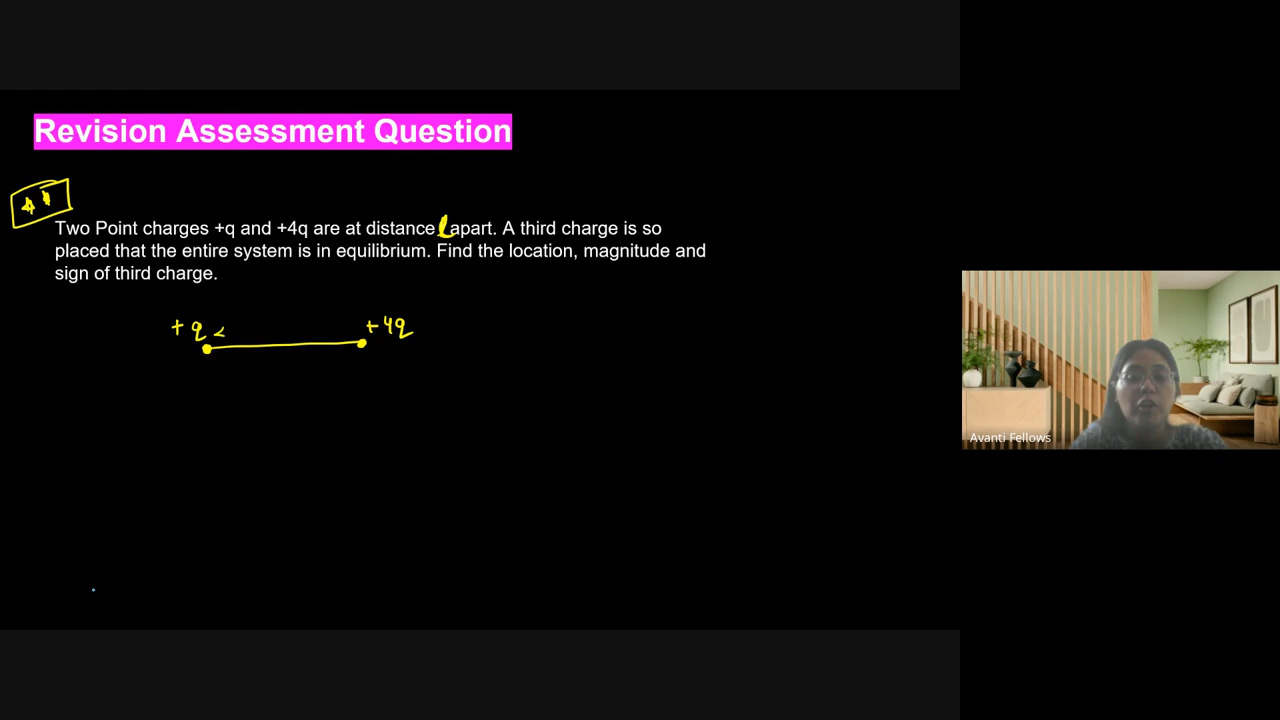 Revision Assessment Question
Two Point charges +q and +4q are at distance l apart. A third charge is so
placed that the entire system is in equilibrium. Find the location, magnitude and
sign of third charge.
+q < +4q
Avanti Fellows